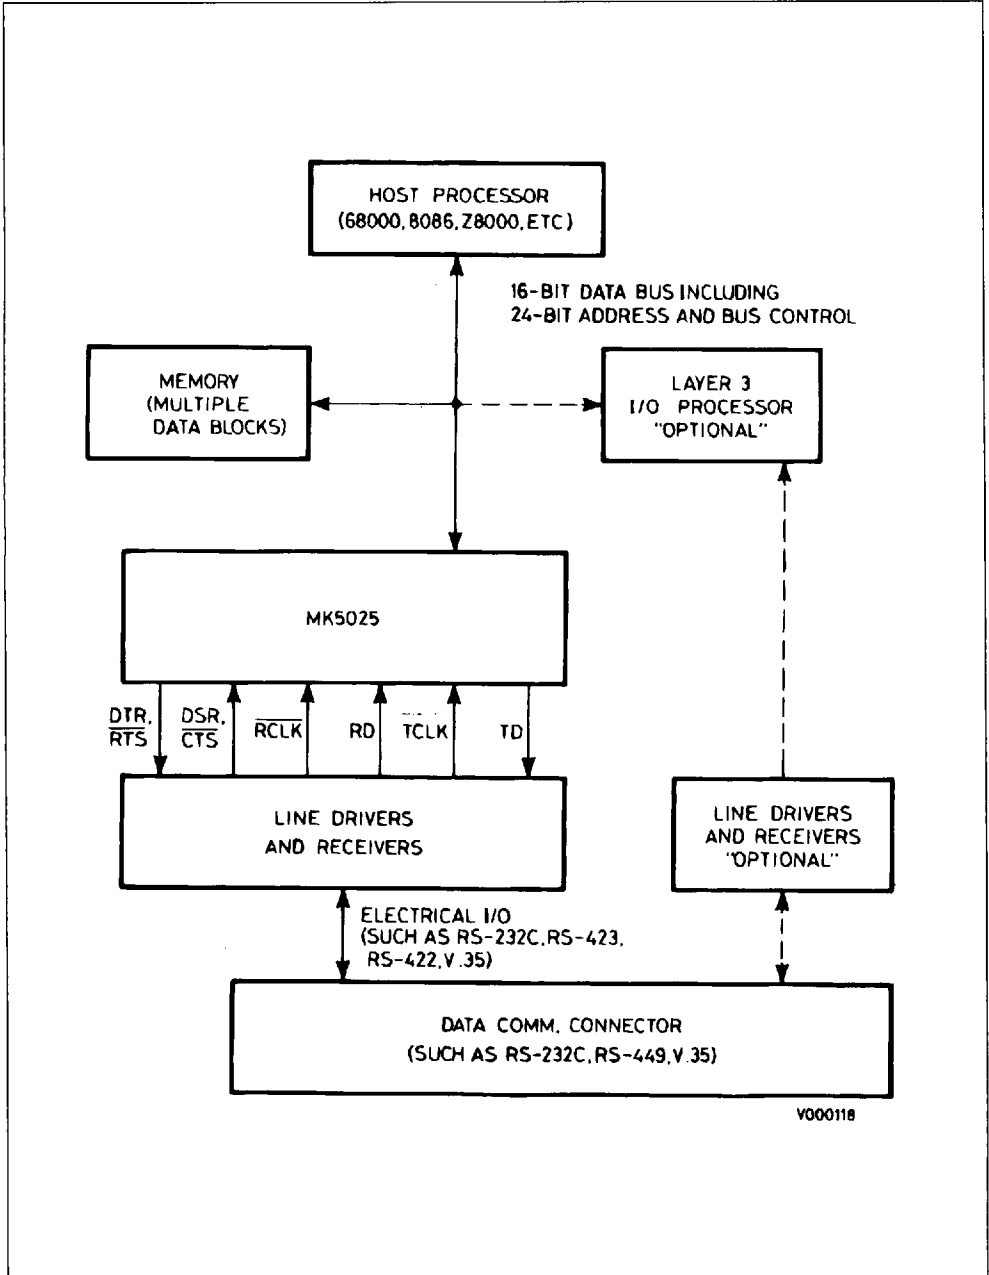 HOST PROCESSOR
(68000, 8086, Z8000, ETC)
16-BIT DATA BUS INCLUDING
24-BIT ADDRESS AND BUS CONTROL
MEMORY
(MULTIPLE
DATA BLOCKS)
LAYER 3
I/O PROCESSOR
"OPTIONAL"
MK5025
DTR,
RTS
DSR,
CTS
RCLK
RD
TCLK
TD
LINE DRIVERS
AND RECEIVERS
LINE DRIVERS
AND RECEIVERS
"OPTIONAL"
ELECTRICAL I/O
(SUCH AS RS-232C, RS-423,
RS-422, V.35)
DATA COMM. CONNECTOR
(SUCH AS RS-232C, RS-449, V.35)
V000118